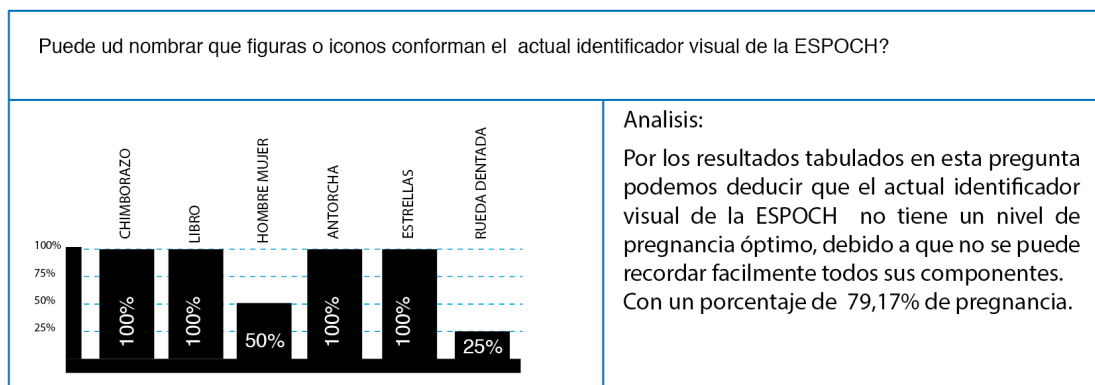 Puede ud nombrar que figuras o iconos conforman el actual identificador visual de la ESPOCH?
CHIMBORAZO
LIBRO
HOMBRE MUJER
ANTORCHA
ESTRELLAS
RUEDA DENTADA
100%
75%
50%
25%
100%
100%
50%
100%
100%
25%
Analisis:
Por los resultados tabulados en esta pregunta
podemos deducir que el actual identificador
visual de la ESPOCH no tiene un nivel de
pregnancia óptimo, debido a que no se puede
recordar facilmente todos sus componentes.
Con un porcentaje de 79,17% de pregnancia.